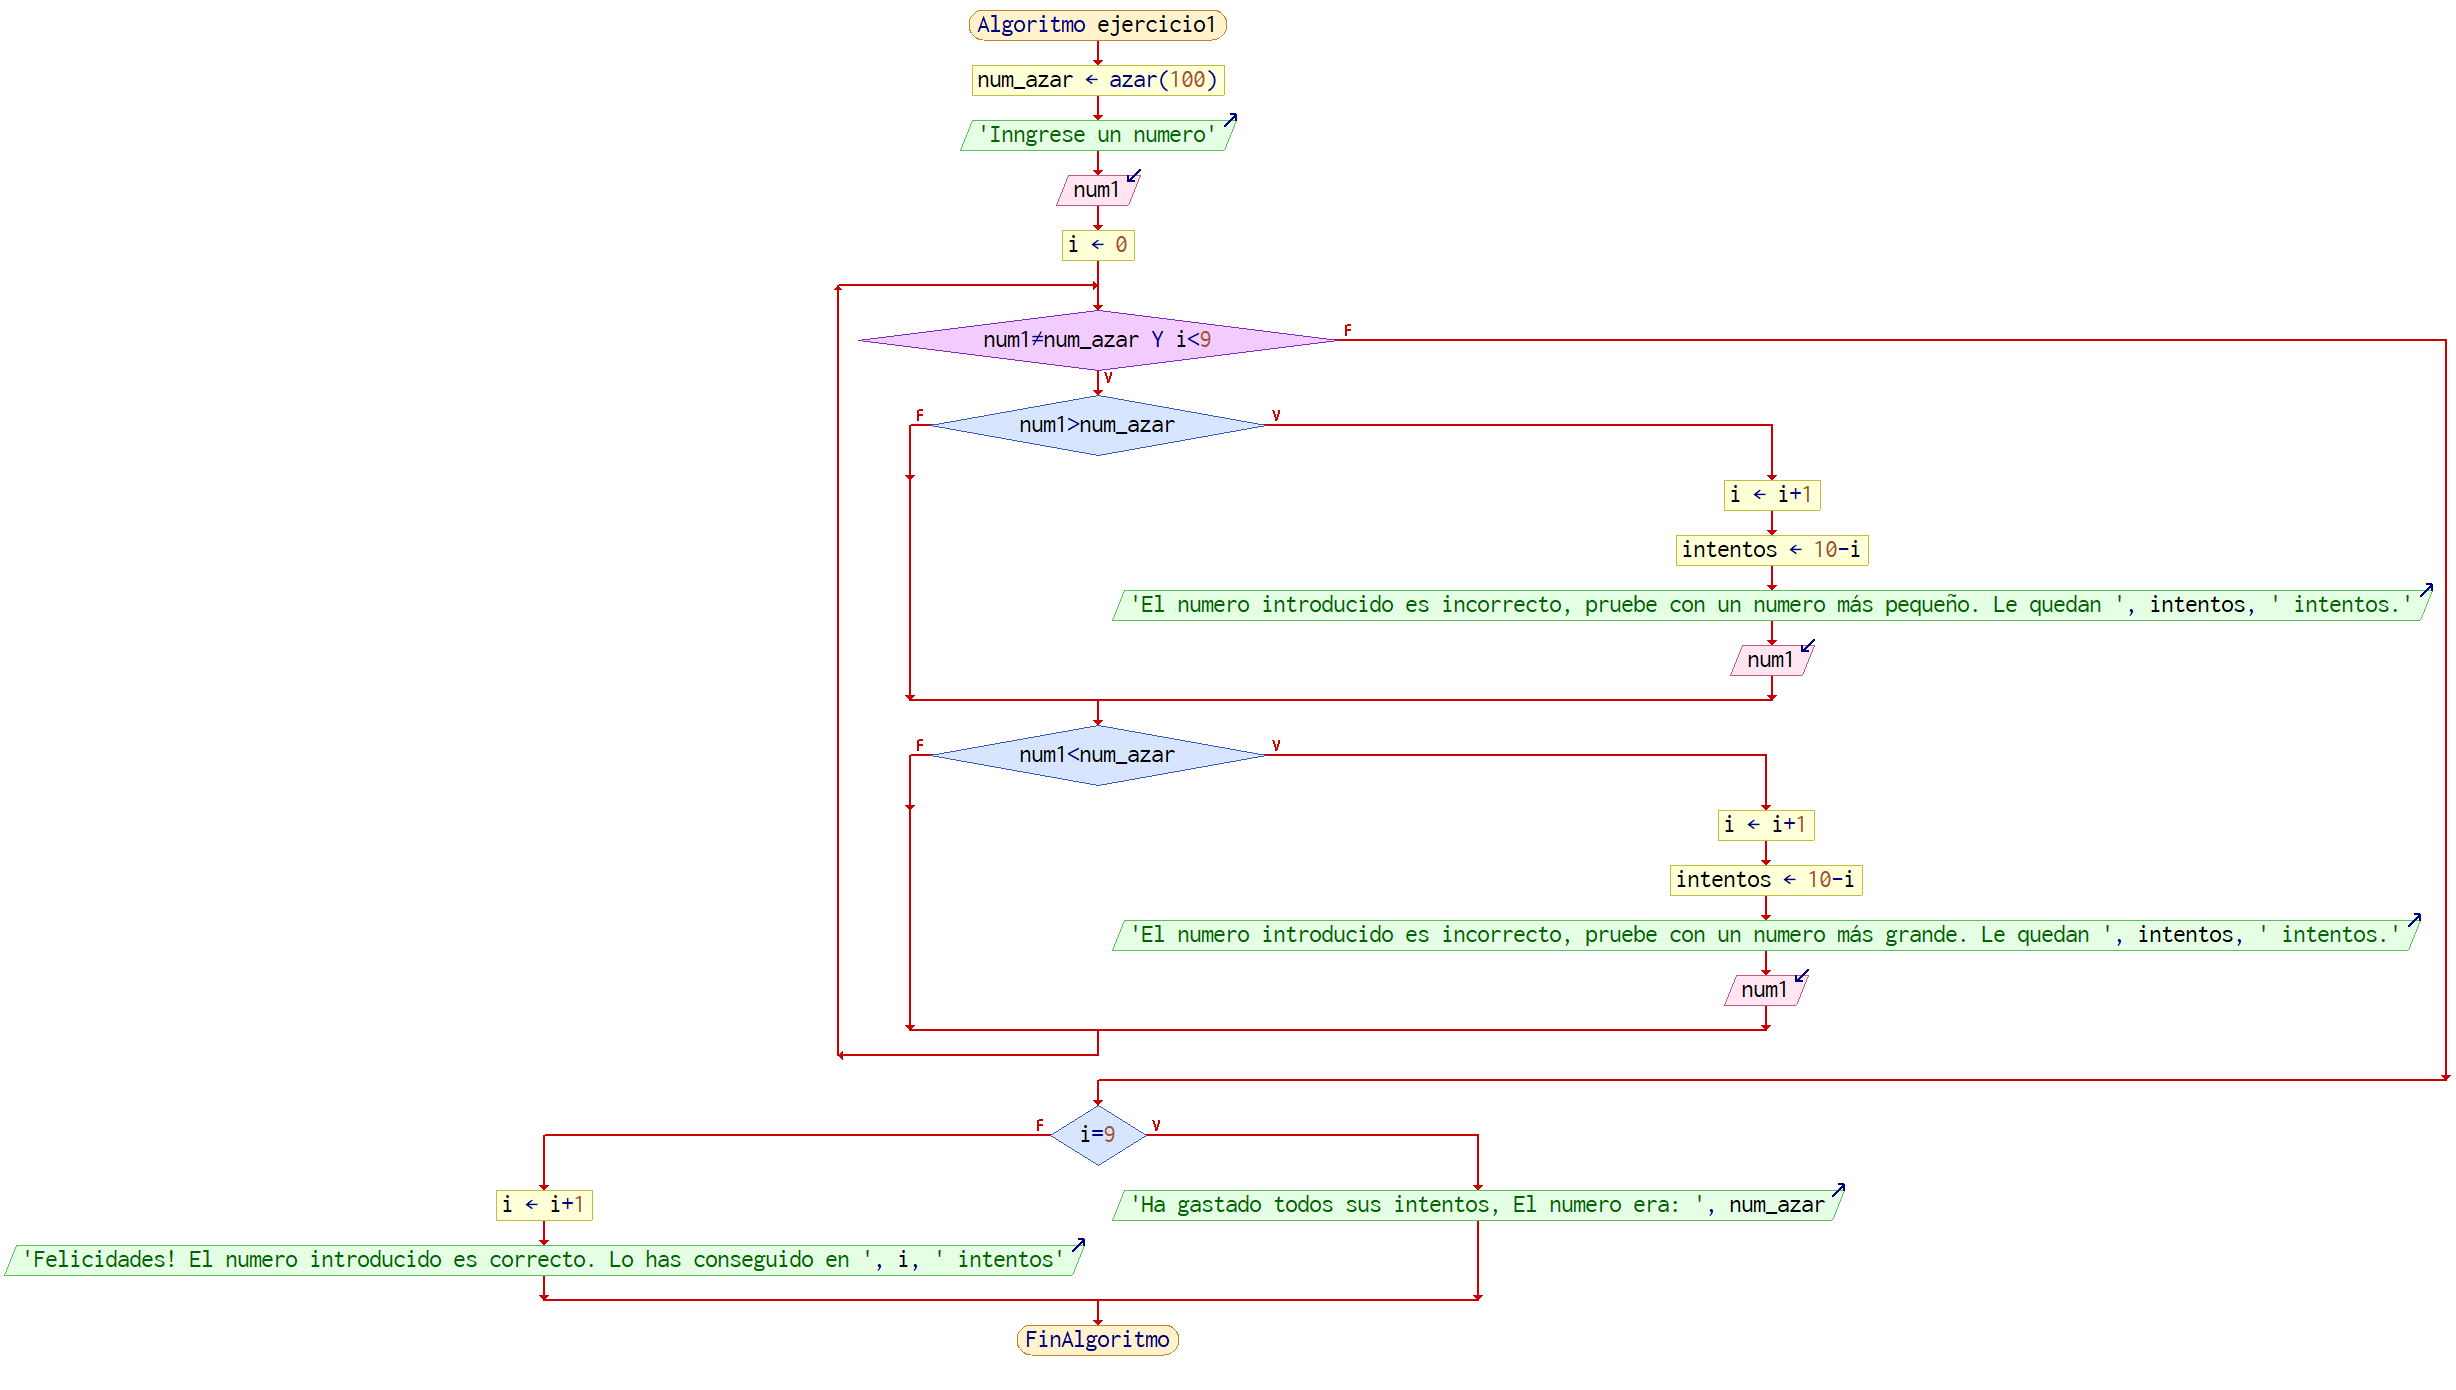 Algoritmo ejercicio1
num_azar ← azar(100)
'Inngrese un numero'
num1
i ← 0
num1≠num_azar Y i<9
F
V
num1>num_azar
F
V
i ← i+1
intentos ← 10-i
'El numero introducido es incorrecto, pruebe con un numero más pequeño. Le quedan ', intentos, ' intentos.'
num1
num1<num_azar
F
V
i ← i+1
intentos ← 10-i
'El numero introducido es incorrecto, pruebe con un numero más grande. Le quedan ', intentos, ' intentos.'
num1
i=9
F
V
i ← i+1
'Ha gastado todos sus intentos, El numero era: ', num_azar
'Felicidades! El numero introducido es correcto. Lo has conseguido en ', i, ' intentos'
FinAlgoritmo